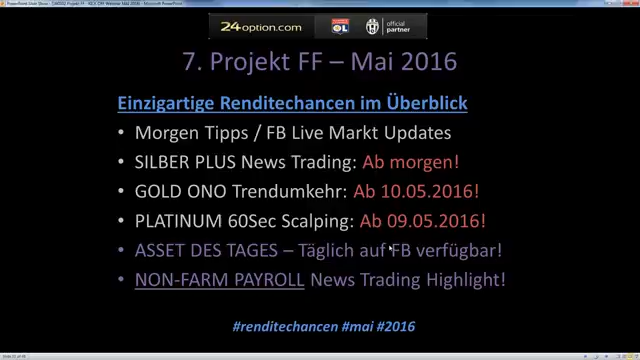 24option.com
OL
JUVENTUS
official
partner
7. Projekt FF – Mai 2016
Einzigartige Renditechancen im Überblick
• Morgen Tipps / FB Live Markt Updates
• SILBER PLUS News Trading: Ab morgen!
• GOLD ONO Trendumkehr: Ab 10.05.2016!
• PLATINUM 60Sec Scalping: Ab 09.05.2016!
• ASSET DES TAGES – Täglich auf FB verfügbar!
• NON-FARM PAYROLL News Trading Highlight!
#renditechancen #mai #2016